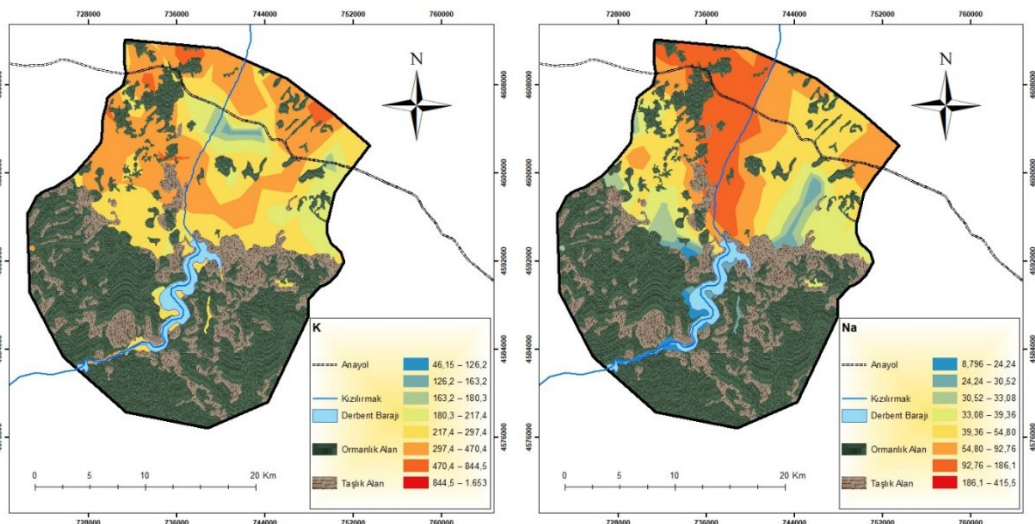 728000 736000 744000 752000 760000
N
4608000
4600000
4592000
4584000
4576000
K
Anayol
Kızılırmak
Derbent Barajı
Ormanlık Alan
Taşlık Alan
46,15 – 126,2
126,2 – 163,2
163,2 – 180,3
180,3 – 217,4
217,4 – 297,4
297,4 – 470,4
470,4 – 844,5
844,5 - 1.653
0 5 10 20 Km
728000 736000 744000 752000 760000
728000 736000 744000 752000 760000
N
4608000
4600000
4592000
4584000
4576000
Na
Anayol
Kızılırmak
Derbent Barajı
Ormanlık Alan
Taşlık Alan
8,796 – 24,24
24,24 – 30,52
30,52 – 33,08
33,08 – 39,36
39,36 – 54,80
54,80 – 92,76
92,76 – 186,1
186,1 – 415,5
0 5 10 20 Km
728000 736000 744000 752000 760000